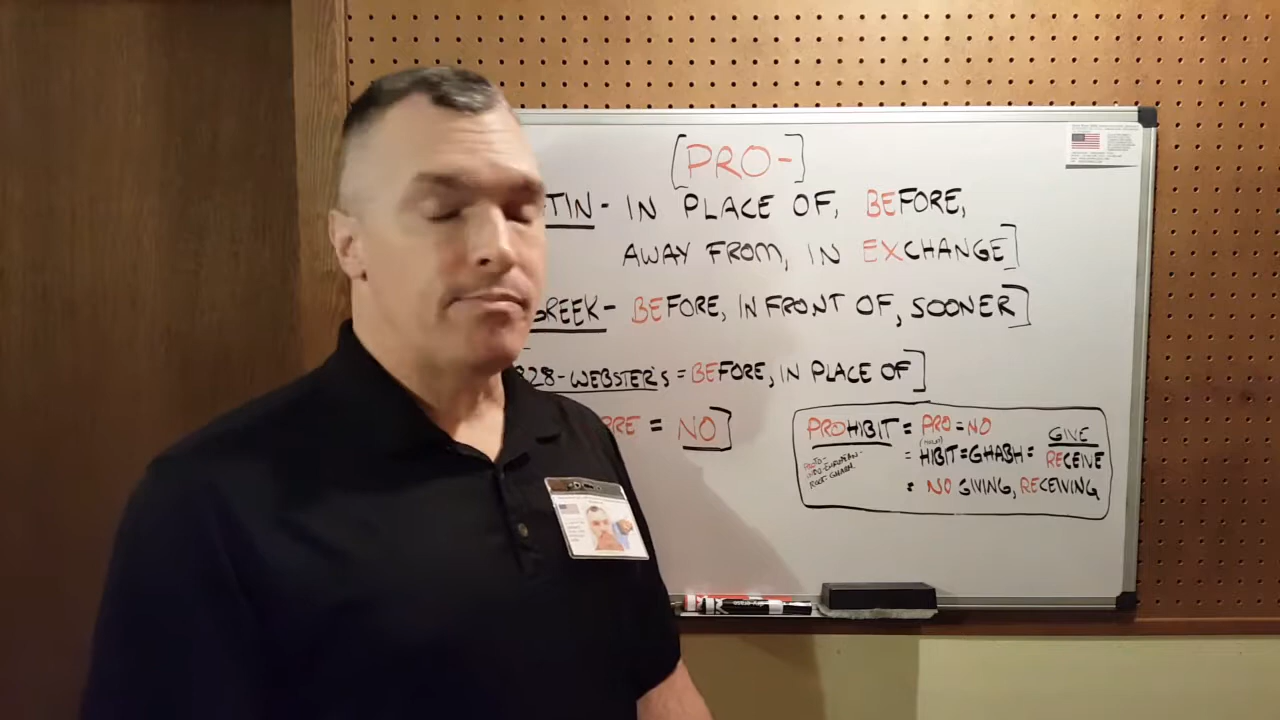 [PRO-]
TIN - IN PLACE OF, BEFORE,
AWAY FROM, IN EXCHANGE]
GREEK - BEFORE, IN FRONT OF, SOONER]
828-WEBSTER'S = BEFORE, IN PLACE OF]
PRE = NO]
PROHIBIT = PRO = NO
GIVE
= HIBIT = GHABH = RECEIVE
: NO GIVING, RECEIVING